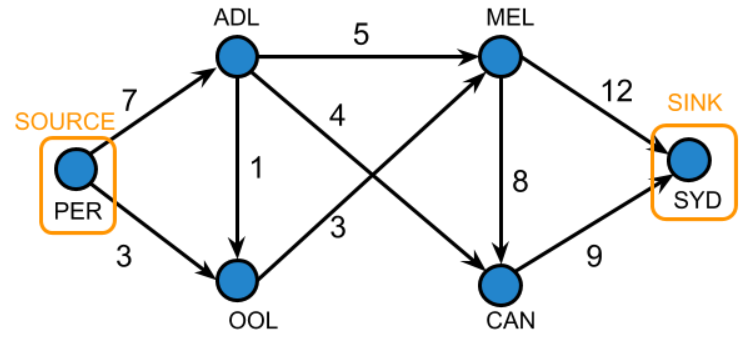 ADL
MEL
5
7
12
SOURCE
SINK
4
1
PER
8
SYD
3
3
9
OOL
CAN